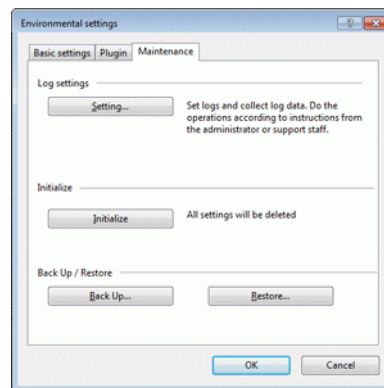 Environmental settings
Basic settings Plugin Maintenance
Log settings
Setting...
Set logs and collect log data. Do the
operations according to instructions from
the administrator or support staff.
Initialize
Initialize
All settings will be deleted
Back Up / Restore
Back Up... Restore...
OK Cancel